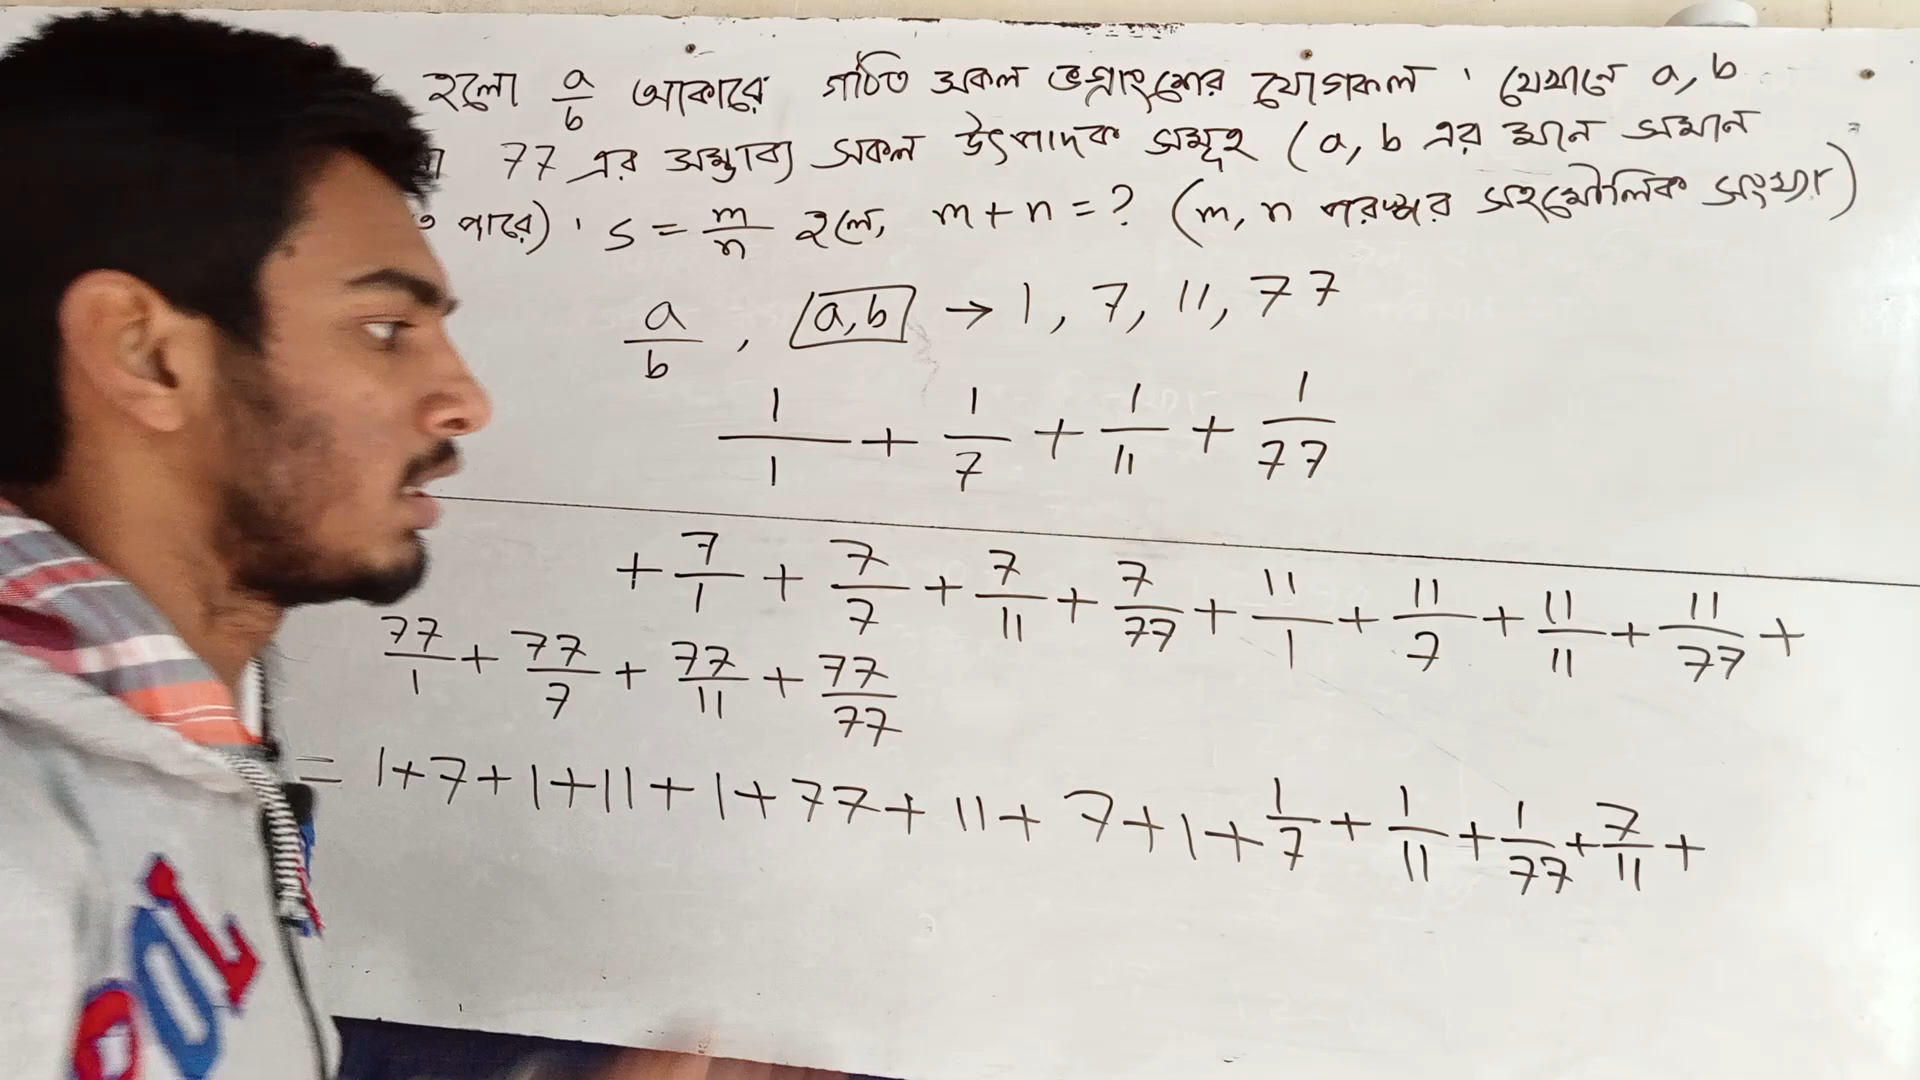 হলো a/b আকারে গঠিত সকল ভগ্নাংশের যোগফল। যেখানে a, b
77 এর সম্ভাব্য সকল উৎপাদক সমূহ (a, b এর মান সমান
পারে)। S = m/n হলে, m+n = ? (m, n পরস্পর সহমৌলিক সংখ্যা)
a/b , a,b → 1, 7, 11, 77
1/1 + 1/7 + 1/11 + 1/77
+ 7/1 + 7/7 + 7/11 + 7/77 + 11/1 + 11/7 + 11/11 + 11/77 +
77/1 + 77/7 + 77/11 + 77/77
= 1+7+1+11+1+77+11+7+1+1/7+1/11+1/77+7/11+